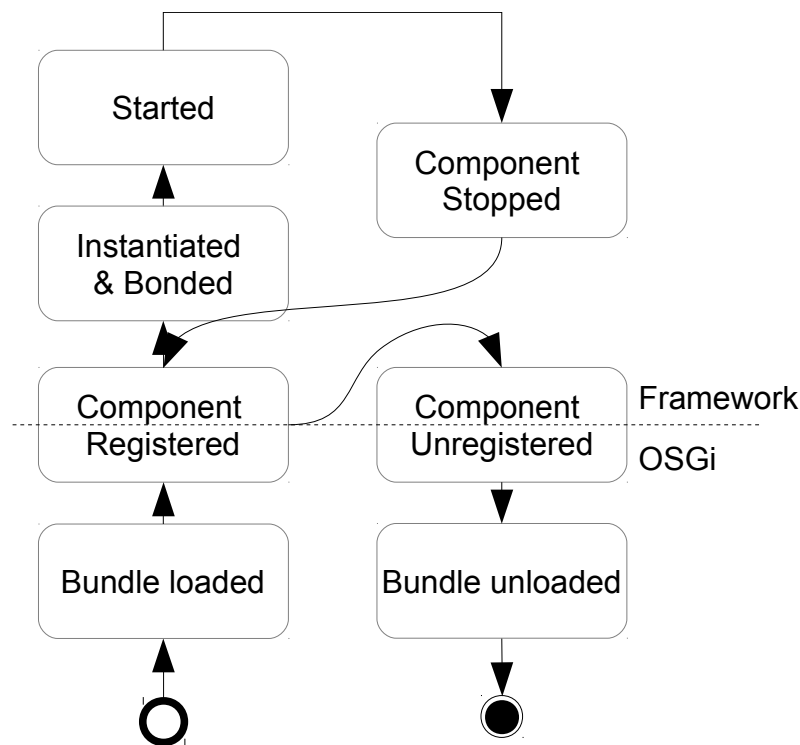 Started
Component
Stopped
Instantiated
& Bonded
Component
Registered
Component
Unregistered
Framework
OSGi
Bundle loaded
Bundle unloaded